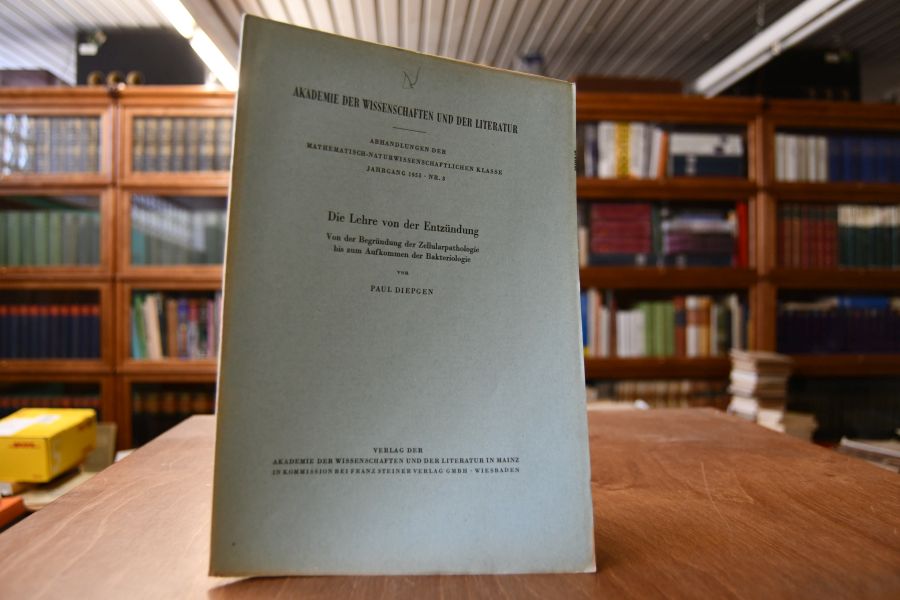 AKADEMIE DER WISSENSCHAFTEN UND DER LITERATUR
ABHANDLUNGEN DER
MATHEMATISCH-NATURWISSENSCHAFTLICHEN KLASSE
JAHRGANG 1953 · NR. 3
Die Lehre von der Entzündung
Von der Begründung der Zellularpathologie
bis zum Aufkommen der Bakteriologie
von
PAUL DIEPGEN
VERLAG DER
AKADEMIE DER WISSENSCHAFTEN UND DER LITERATUR IN MAINZ
IN KOMMISSION BEI FRANZ STEINER VERLAG GMBH · WIESBADEN